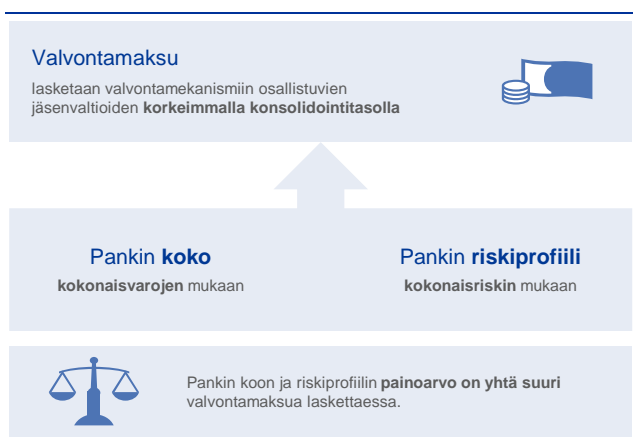 Valvontamaksu
lasketaan valvontamekanismiin osallistuvien
jäsenvaltioiden korkeimmalla konsolidointitasolla
Pankin koko
kokonaisvarojen mukaan
Pankin riskiprofiili
kokonaisriskin mukaan
Pankin koon ja riskiprofiilin painoarvo on yhtä suuri
valvontamaksua laskettaessa.